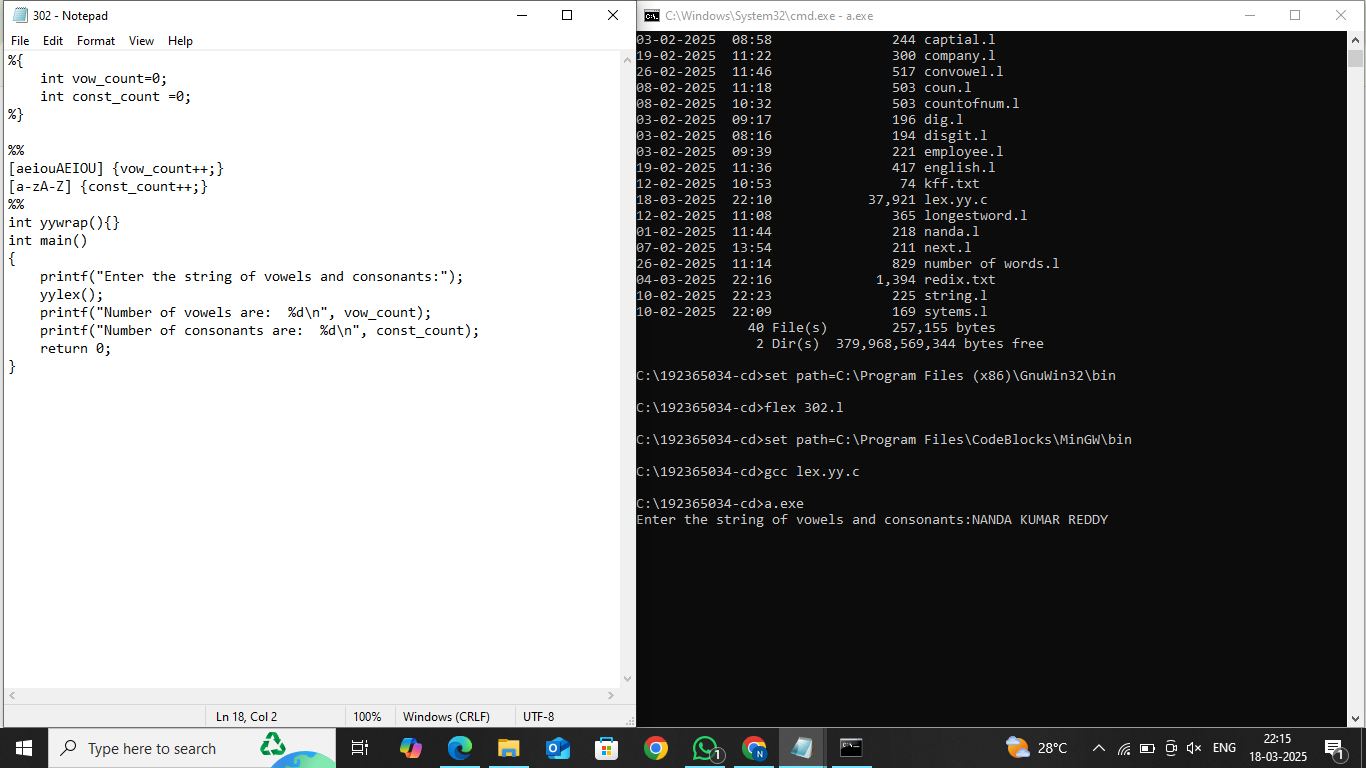 302 - Notepad
File Edit Format View Help
%{
    int vow_count=0;
    int const_count =0;
%}
%%
[aeiouAEIOU] {vow_count++;}
[a-zA-Z] {const_count++;}
%%
int yywrap(){}
int main()
{
    printf("Enter the string of vowels and consonants:");
    yylex();
    printf("Number of vowels are:  %d\n", vow_count);
    printf("Number of consonants are:  %d\n", const_count);
    return 0;
}
Ln 18, Col 2 100% Windows (CRLF) UTF-8
C:\Windows\System32\cmd.exe - a.exe
03-02-2025  08:58               244 captial.l
19-02-2025  11:22               300 company.l
26-02-2025  11:46               517 convowel.l
08-02-2025  11:18               503 coun.l
08-02-2025  10:32               503 countofnum.l
03-02-2025  09:17               196 dig.l
03-02-2025  08:16               194 disgit.l
03-02-2025  09:39               221 employee.l
19-02-2025  11:36               417 english.l
12-02-2025  10:53                74 kff.txt
18-03-2025  22:10            37,921 lex.yy.c
12-02-2025  11:08               365 longestword.l
01-02-2025  11:44               218 nanda.l
07-02-2025  13:54               211 next.l
26-02-2025  11:14               829 number of words.l
04-03-2025  22:16             1,394 redix.txt
10-02-2025  22:23               225 string.l
10-02-2025  22:09               169 sytems.l
              40 File(s)        257,155 bytes
               2 Dir(s)  379,968,569,344 bytes free
C:\192365034-cd>set path=C:\Program Files (x86)\GnuWin32\bin
C:\192365034-cd>flex 302.l
C:\192365034-cd>set path=C:\Program Files\CodeBlocks\MinGW\bin
C:\192365034-cd>gcc lex.yy.c
C:\192365034-cd>a.exe
Enter the string of vowels and consonants:NANDA KUMAR REDDY
Type here to search
1
N
28°C
ENG
22:15
18-03-2025
1